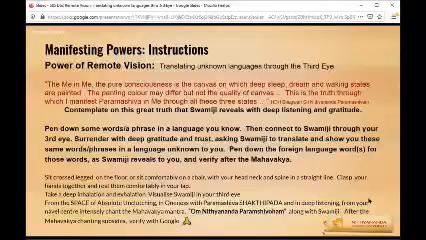 Manifesting Powers: Instructions
Power of Remote Vision: Translating unknown languages through the Third Eye
"The Me in Me, the pure consciousness is the canvas on which deep sleep, dream and waking states
are painted. The penting colour may differ but not the quality of canvas ... This is the truth through
which I manifest Paramashiva in Me through all these three states ..."
Contemplate on this great truth that Swamiji reveals with deep listening and gratitude.
Pen down some words/a phrase in a language you know. Then connect to Swamiji through your
3rd eye. Surrender with deep gratitude and trust, asking Swamiji to translate and show you these
same words/phrases in a language unknown to you. Pen down the foreign language word(s) for
those words, as Swamiji reveals to you, and verify after the Mahavakya.
Sit crossed legged on the floor, or sit comfortably on a chair, with your head neck and spine in a straight line. Clasp your
hands together and rest them comfortably in your lap.
Take a deep inhalation and exhalation. Visualise Swamiji in your third eye
From the SPACE of Absolute Unclutching, in Oneness with Paramashiva SHAKTHIPADA and in deep listening, from your
navel centre intensely chant the Mahavakya mantra, "Om Nithyananda Paramshivoham" along with Swamiji. After the
Mahavakya chanting subsides, verify with Google
NITHYANANDA